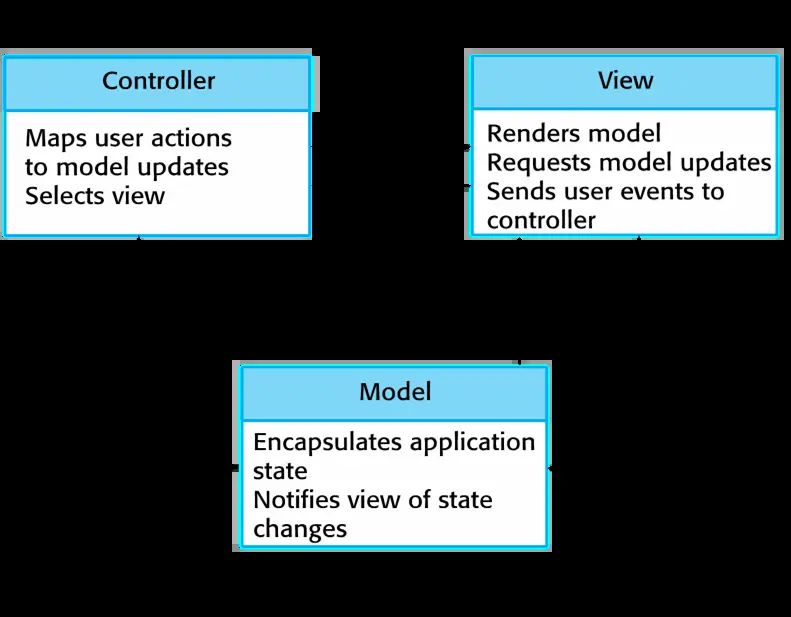 Controller
Maps user actions
to model updates
Selects view
View
Renders model
Requests model updates
Sends user events to
controller
Model
Encapsulates application
state
Notifies view of state
changes